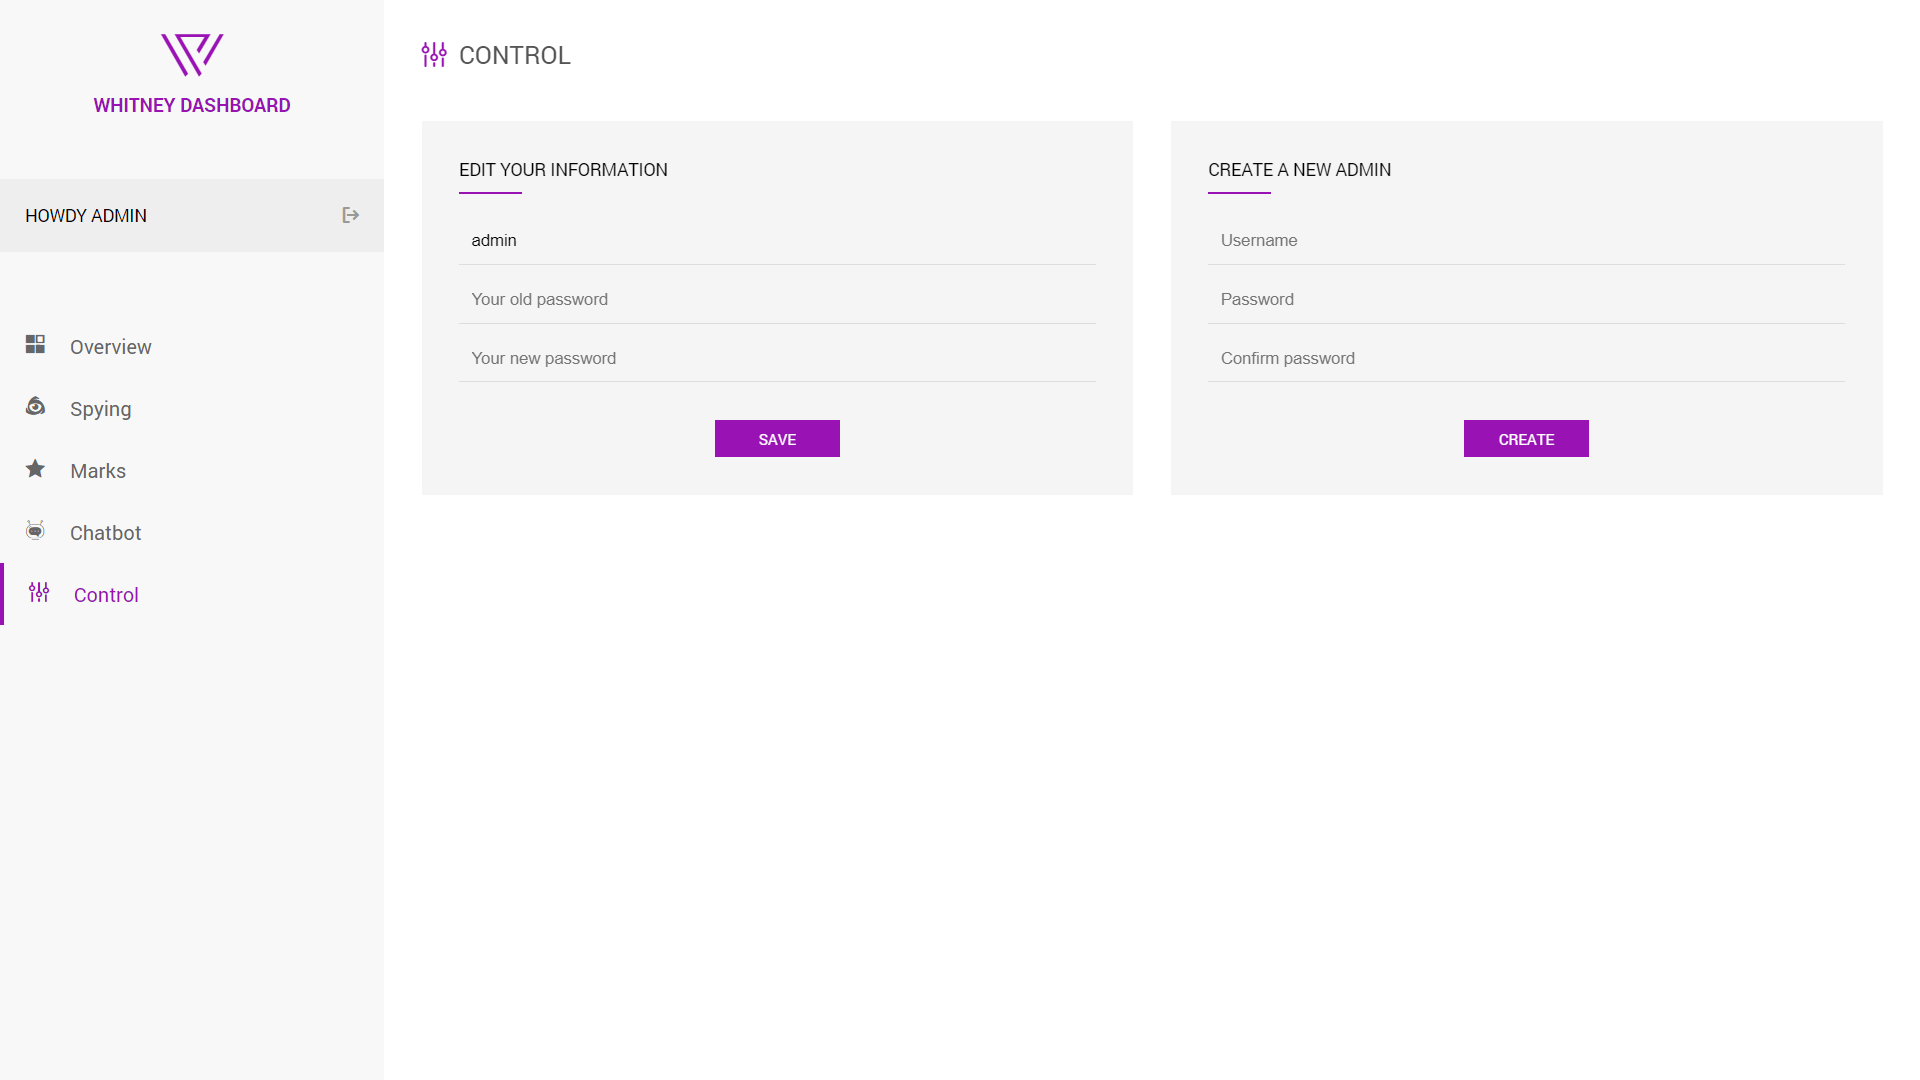 WHITNEY DASHBOARD
HOWDY ADMIN
Overview
Spying
Marks
Chatbot
Control
CONTROL
EDIT YOUR INFORMATION
admin
Your old password
Your new password
SAVE
CREATE A NEW ADMIN
Username
Password
Confirm password
CREATE